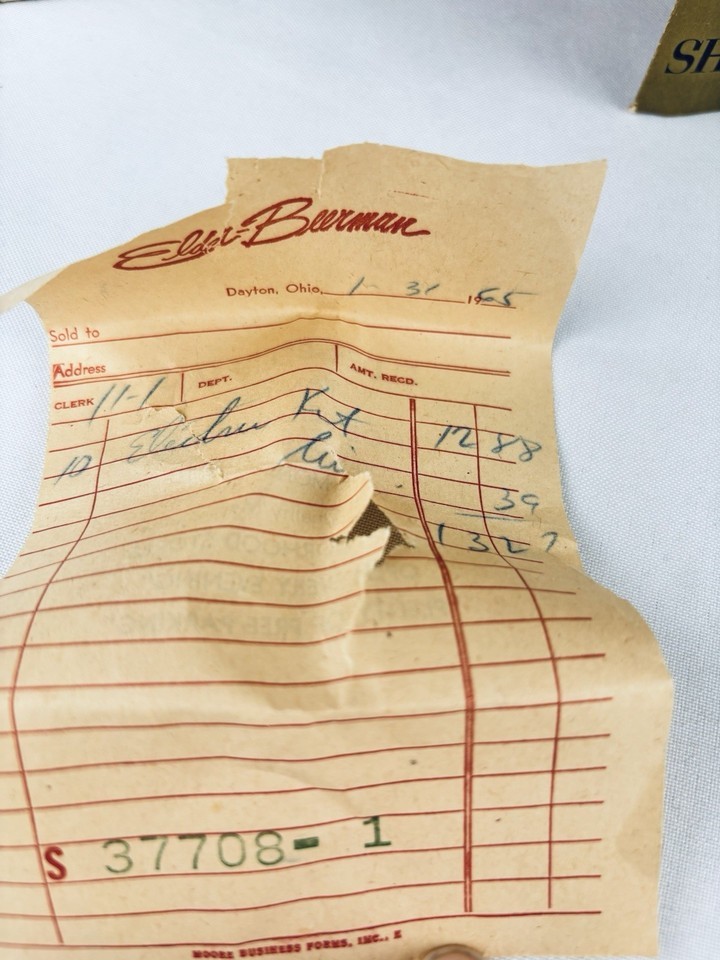 SH
Elder-Beerman
Dayton, Ohio, 1 31 1965
Sold to
Address
CLERK 11-1 DEPT. AMT. RECD.
10 Kit 12 88
39
13 27
S 37708- 1
MOORE BUSINESS FORMS, INC., K